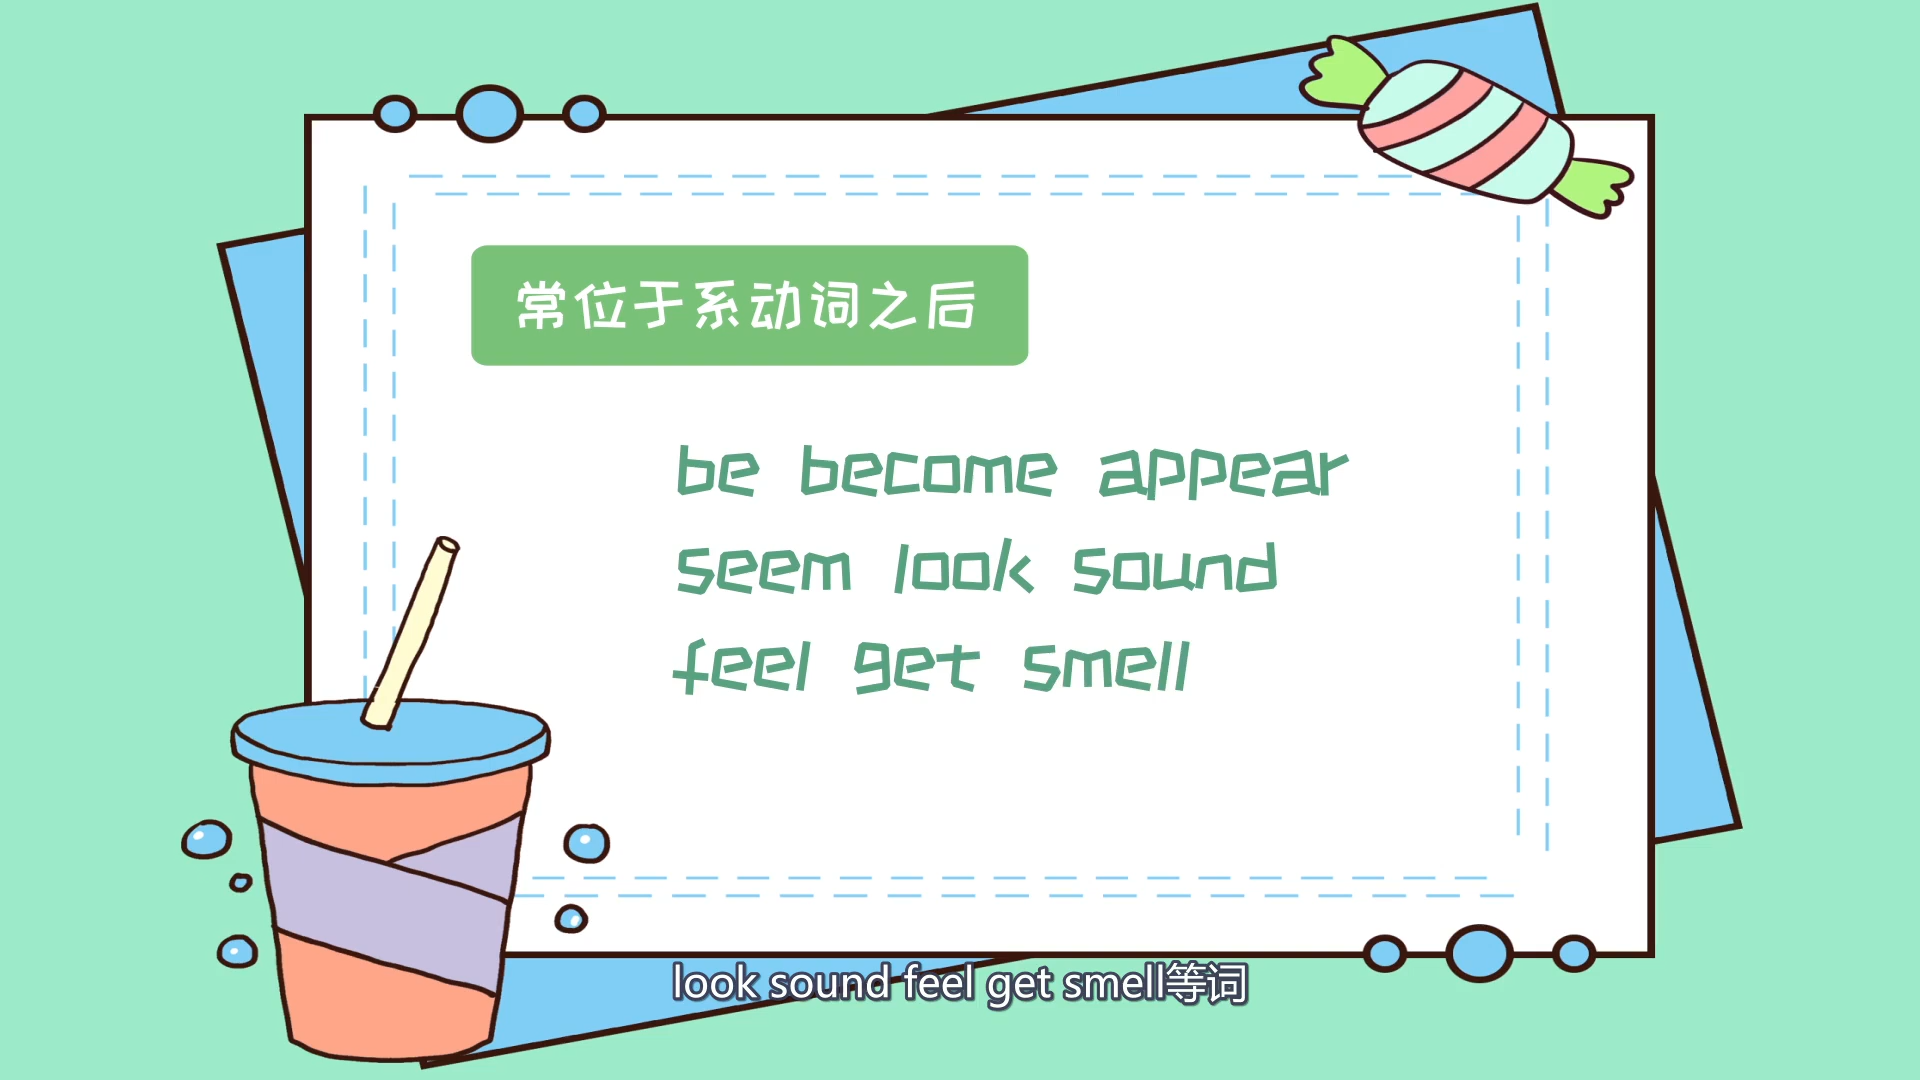 常位于系动词之后
be become appear
seem look sound
feel get smell
look sound feel get smell等词